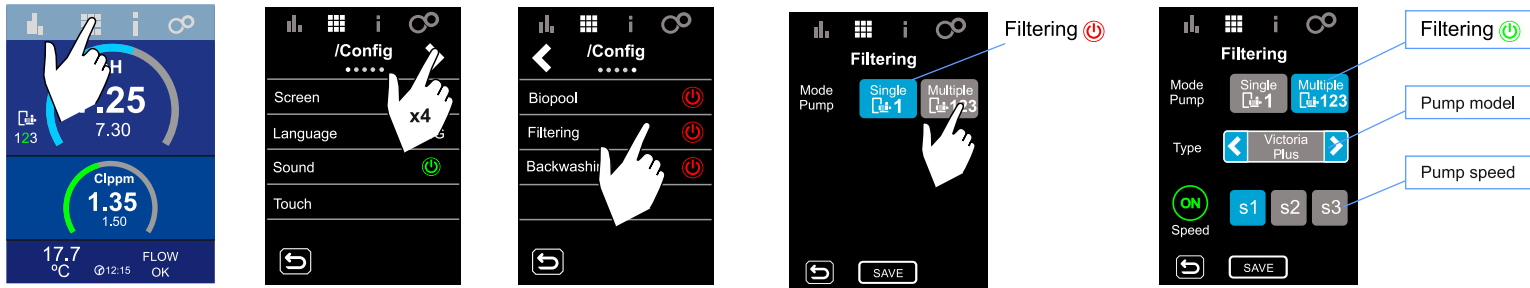 H
.25
7.30
123
Clppm
1.35
1.50
17.7
ºC
12:15
FLOW
OK
/Config
Screen
x4
Language
G
Sound
Touch
/Config
Biopool
Filtering
Backwashin
Filtering
Mode
Pump
Single
1
Multiple
123
SAVE
Filtering
Filtering
Mode
Pump
Single
1
Multiple
123
Type
Victoria
Plus
ON
Speed
s1 s2 s3
SAVE
Filtering
Pump model
Pump speed